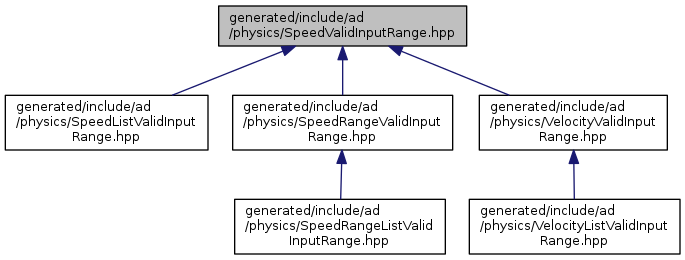 generated/include/ad
/physics/SpeedValidInputRange.hpp
generated/include/ad
/physics/SpeedListValidInput
Range.hpp
generated/include/ad
/physics/SpeedRangeValidInput
Range.hpp
generated/include/ad
/physics/VelocityValidInput
Range.hpp
generated/include/ad
/physics/SpeedRangeListValid
InputRange.hpp
generated/include/ad
/physics/VelocityListValidInput
Range.hpp